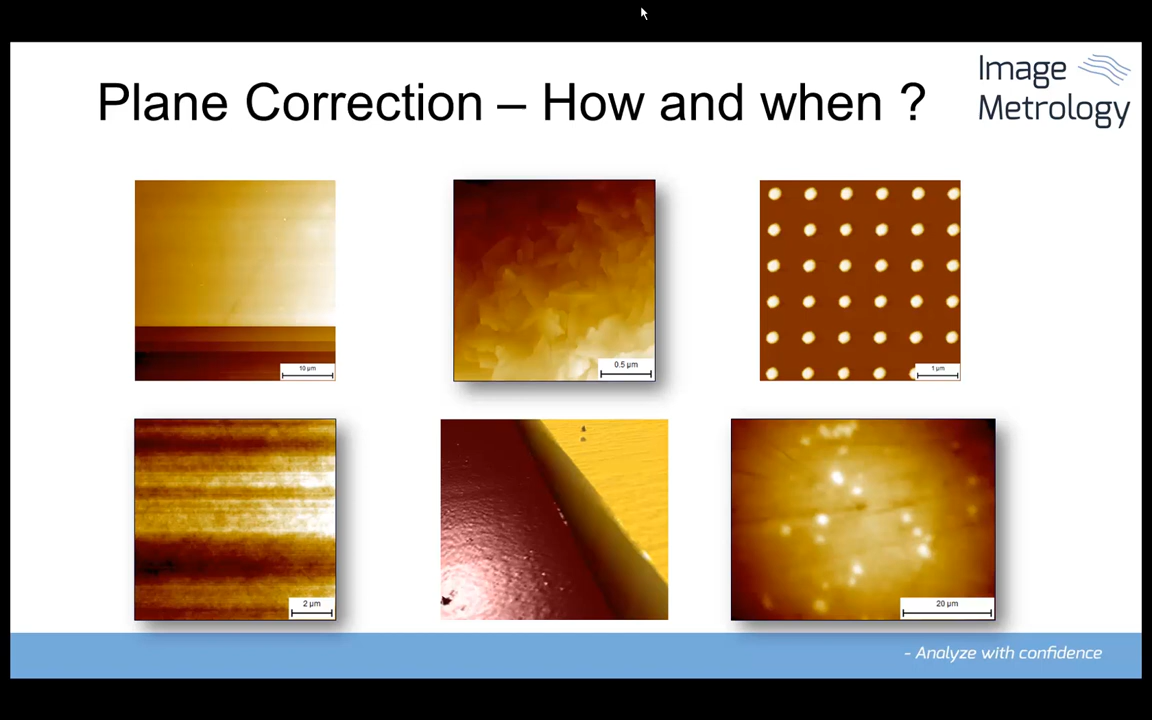 Plane Correction – How and when ?
Image
Metrology
10 µm
0.5 µm
1 µm
2 µm
20 µm
- Analyze with confidence